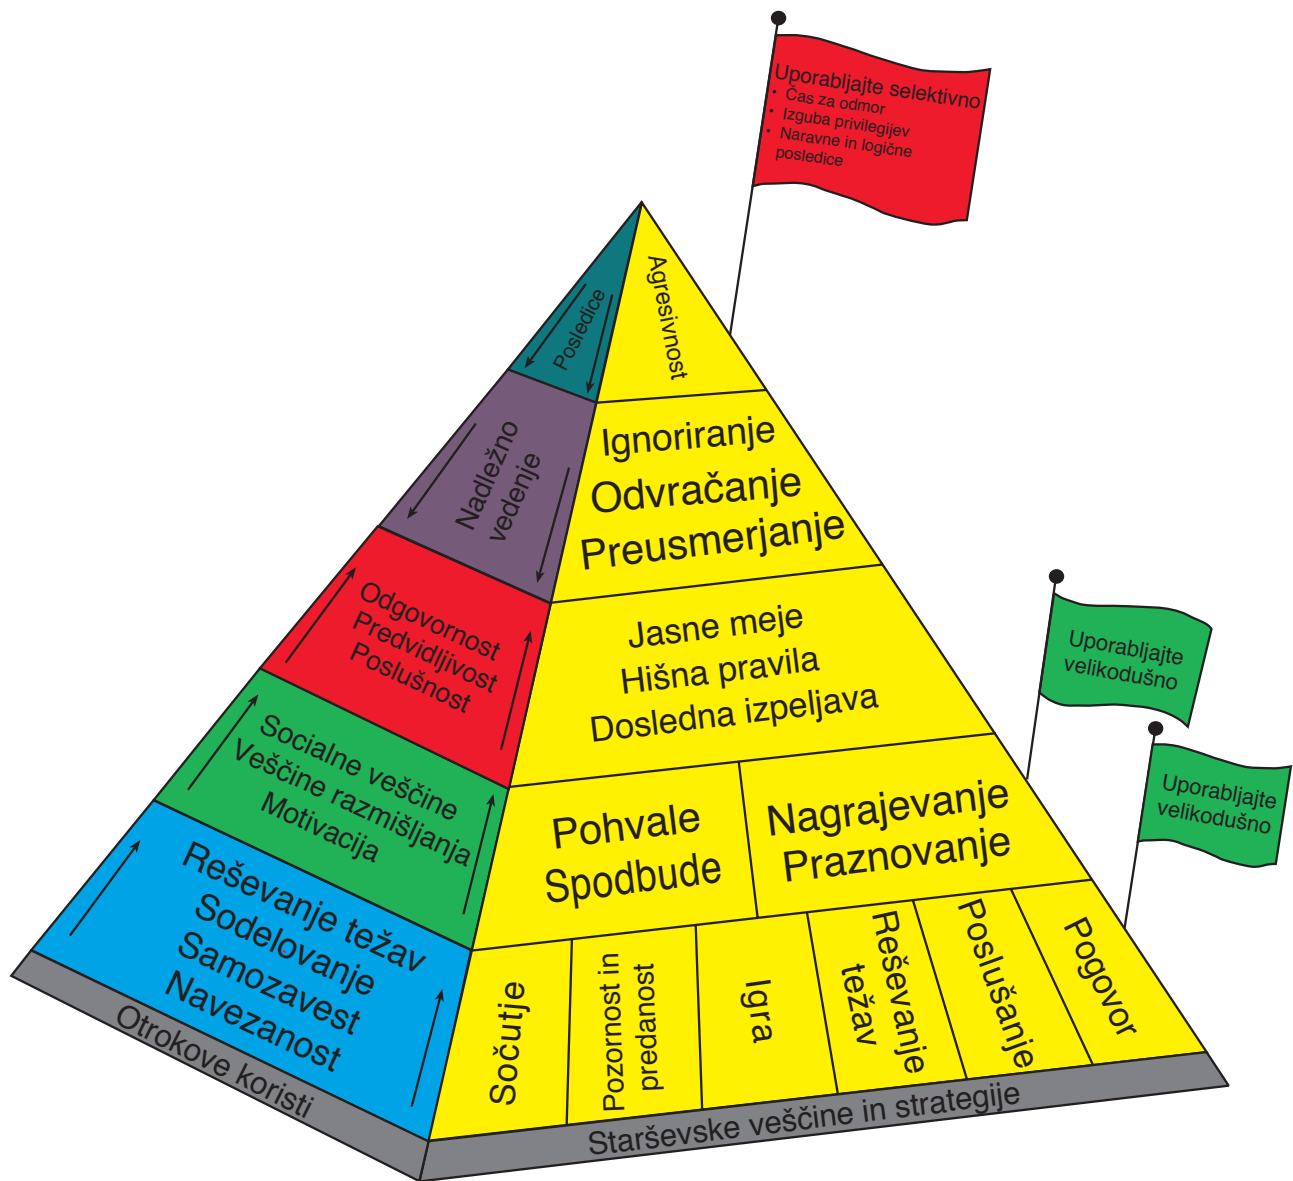 Uporabljajte selektivno
• Čas za odmor
• Izguba privilegijev
• Naravne in logične
posledice
Posledice
Agresivnost
Nadležno
vedenje
Ignoriranje
Odvračanje
Preusmerjanje
Odgovornost
Predvidljivost
Poslušnost
Jasne meje
Hišna pravila
Dosledna izpeljava
Uporabljajte
velikodušno
Socialne veščine
Veščine razmišljanja
Motivacija
Pohvale
Spodbude
Nagrajevanje
Praznovanje
Uporabljajte
velikodušno
Reševanje težav
Sodelovanje
Samozavest
Navezanost
Sočutje
Pozornost in
predanost
Igra
Reševanje
težav
Poslušanje
Pogovor
Otrokove koristi
Starševske veščine in strategije